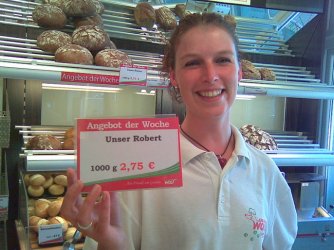 Angebot der Woche
Angebot der Woche
Unser Robert
1000 g 2,75 €